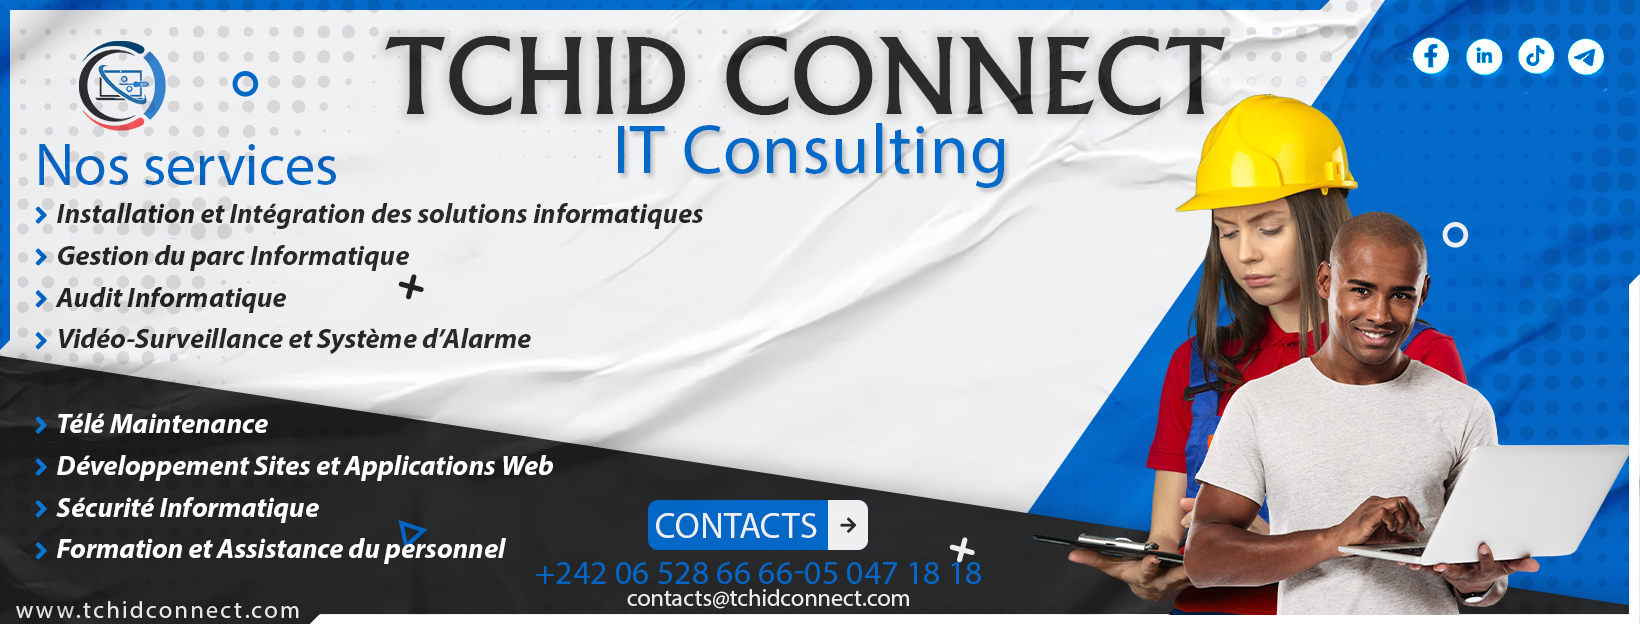 TCHID CONNECT
IT Consulting
Nos services
Installation et Intégration des solutions informatiques
Gestion du parc Informatique
Audit Informatique
Vidéo-Surveillance et Système d’Alarme
Télé Maintenance
Développement Sites et Applications Web
Sécurité Informatique
Formation et Assistance du personnel
CONTACTS
+242 06 528 66 66-05 047 18 18
contacts@tchidconnect.com
www.tchidconnect.com